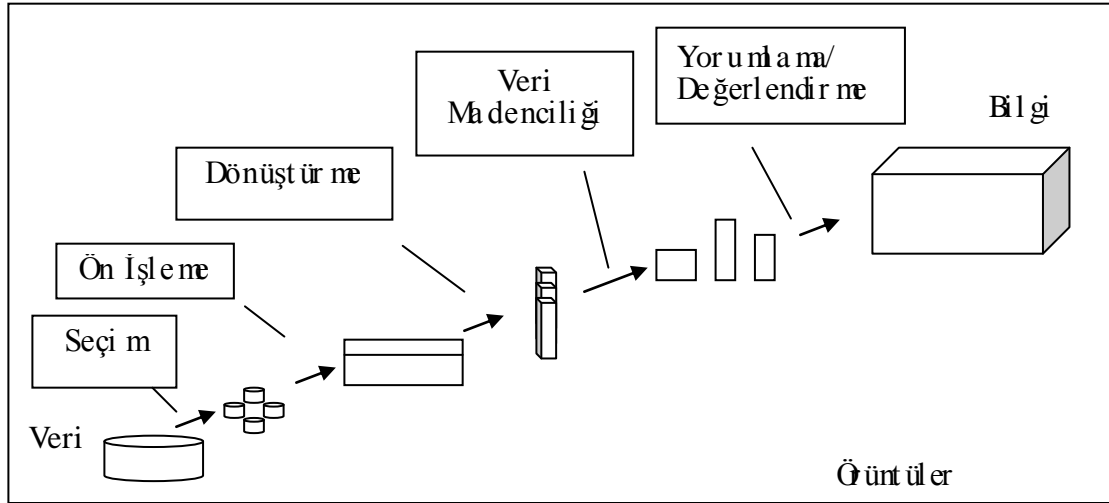 Yorumlama/
Değerlendirme
Veri
Madenciliği
Bilgi
Dönüştürme
Ön İşleme
Seçim
Veri
Örüntüler